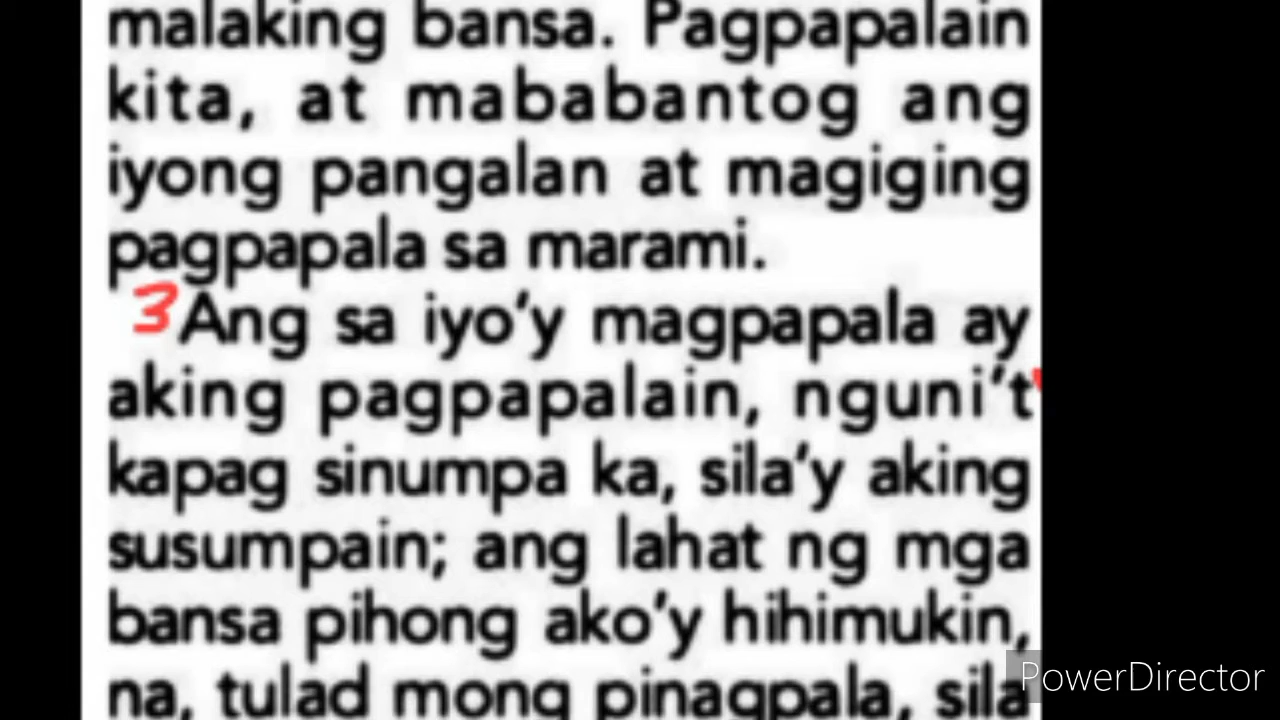 malaking bansa. Pagpapalain
kita, at mababantog ang
iyong pangalan at magiging
pagpapala sa marami.
3 Ang sa iyo’y magpapala ay
aking pagpapalain, nguni’t
kapag sinumpa ka, sila’y aking
susumpain; ang lahat ng mga
bansa pihong ako’y hihimukin,
na, tulad mong pinagpala, sila
PowerDirector